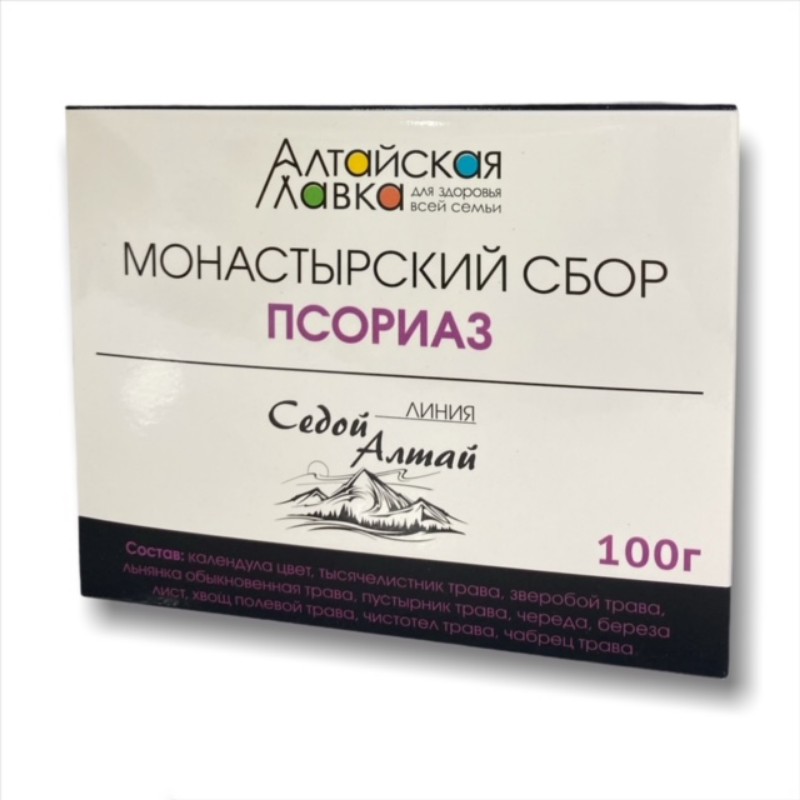 Алтайская
Лавка для здоровья
всей семьи
МОНАСТЫРСКИЙ СБОР
ПСОРИАЗ
ЛИНИЯ
Седой
Алтай
100г
Состав: календула цвет, тысячелистник трава, зверобой трава,
льнянка обыкновенная трава, пустырник трава, череда, береза
лист, хвощ полевой трава, чистотел трава, чабрец трава.